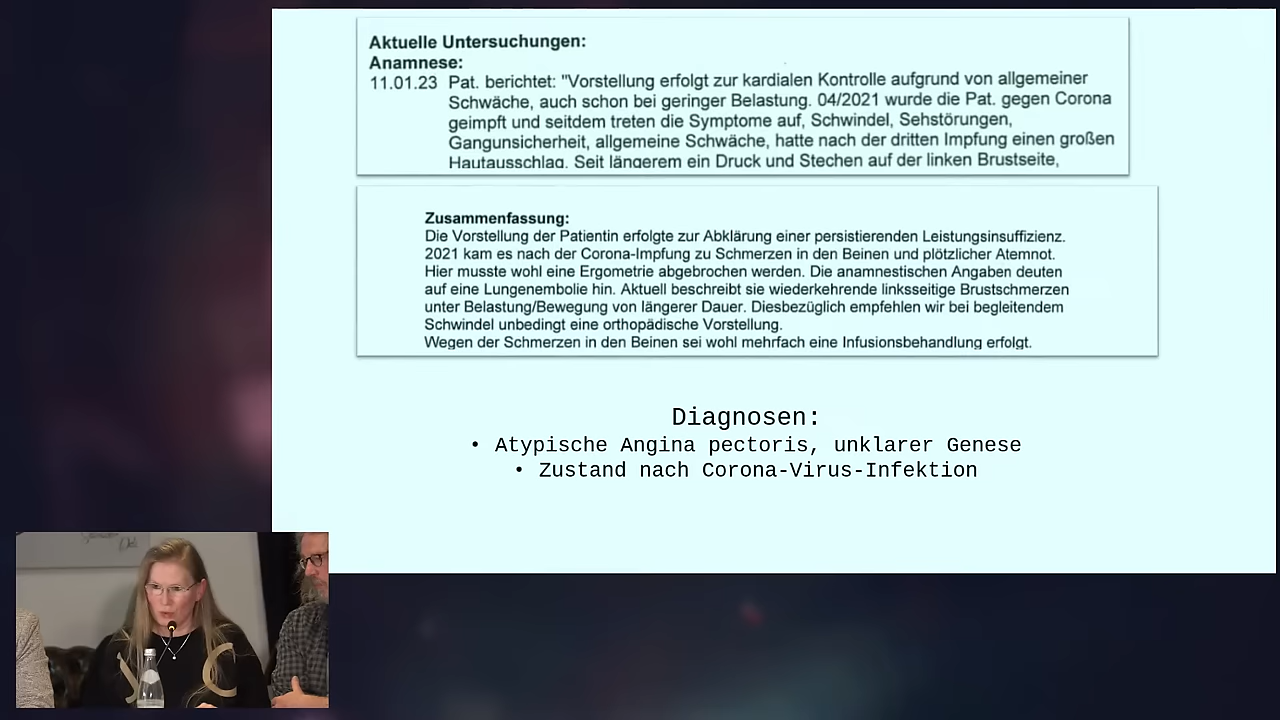 Aktuelle Untersuchungen:
Anamnese:
11.01.23 Pat. berichtet: "Vorstellung erfolgt zur kardialen Kontrolle aufgrund von allgemeiner
Schwäche, auch schon bei geringer Belastung. 04/2021 wurde die Pat. gegen Corona
geimpft und seitdem treten die Symptome auf, Schwindel, Sehstörungen,
Gangunsicherheit, allgemeine Schwäche, hatte nach der dritten Impfung einen großen
Hautausschlag. Seit längerem ein Druck und Stechen auf der linken Brustseite,
Zusammenfassung:
Die Vorstellung der Patientin erfolgte zur Abklärung einer persistierenden Leistungsinsuffizienz.
2021 kam es nach der Corona-Impfung zu Schmerzen in den Beinen und plötzlicher Atemnot.
Hier musste wohl eine Ergometrie abgebrochen werden. Die anamnestischen Angaben deuten
auf eine Lungenembolie hin. Aktuell beschreibt sie wiederkehrende linksseitige Brustschmerzen
unter Belastung/Bewegung von längerer Dauer. Diesbezüglich empfehlen wir bei begleitendem
Schwindel unbedingt eine orthopädische Vorstellung.
Wegen der Schmerzen in den Beinen sei wohl mehrfach eine Infusionsbehandlung erfolgt.
Diagnosen:
• Atypische Angina pectoris, unklarer Genese
• Zustand nach Corona-Virus-Infektion